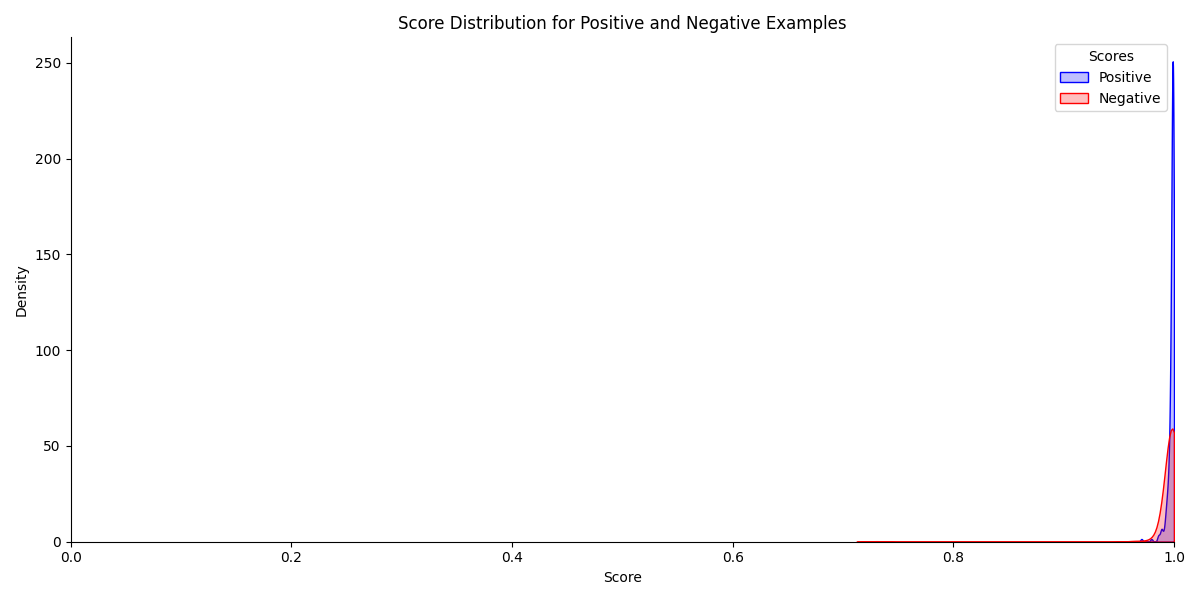 Score Distribution for Positive and Negative Examples
Scores
Positive
Negative
Density
250
200
150
100
50
0
0.0 0.2 0.4 0.6 0.8 1.0
Score